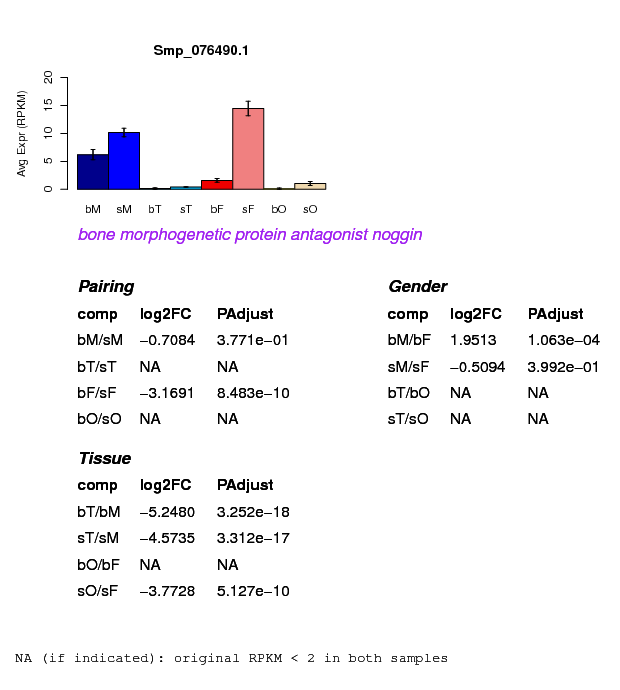 Smp_076490.1
Avg Expr (RPKM)
20
15
10
5
0
bM sM bT sT bF sF bO sO
bone morphogenetic protein antagonist noggin
Pairing
comp log2FC PAdjust
bM/sM −0.7084 3.771e−01
bT/sT NA NA
bF/sF −3.1691 8.483e−10
bO/sO NA NA
Gender
comp log2FC PAdjust
bM/bF 1.9513 1.063e−04
sM/sF −0.5094 3.992e−01
bT/bO NA NA
sT/sO NA NA
Tissue
comp log2FC PAdjust
bT/bM −5.2480 3.252e−18
sT/sM −4.5735 3.312e−17
bO/bF NA NA
sO/sF −3.7728 5.127e−10
NA (if indicated): original RPKM < 2 in both samples